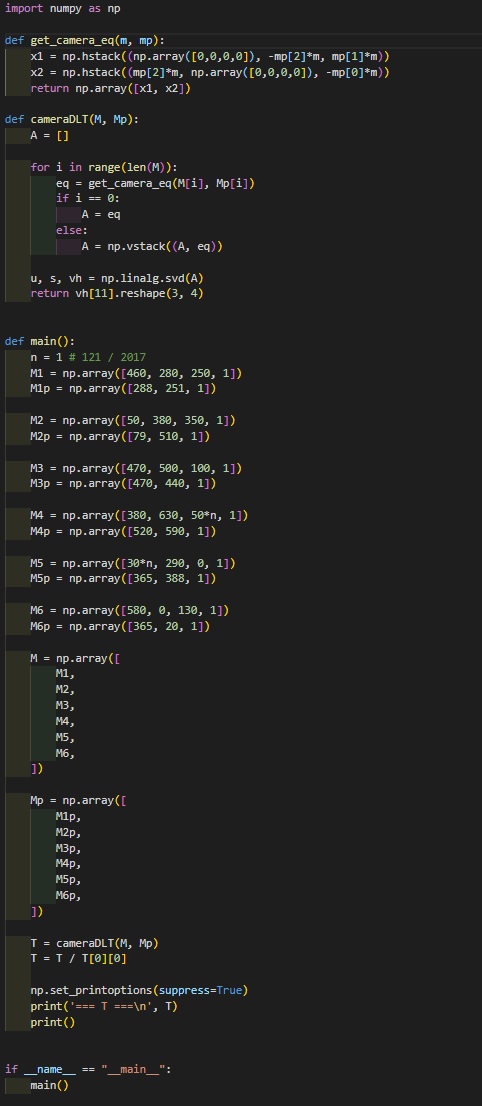 import numpy as np
def get_camera_eq(m, mp):
    x1 = np.hstack((np.array([0,0,0,0]), -mp[2]*m, mp[1]*m))
    x2 = np.hstack((mp[2]*m, np.array([0,0,0,0]), -mp[0]*m))
    return np.array([x1, x2])
def cameraDLT(M, Mp):
    A = []
    for i in range(len(M)):
        eq = get_camera_eq(M[i], Mp[i])
        if i == 0:
            A = eq
        else:
            A = np.vstack((A, eq))
    u, s, vh = np.linalg.svd(A)
    return vh[11].reshape(3, 4)
def main():
    n = 1 # 121 / 2017
    M1 = np.array([460, 280, 250, 1])
    M1p = np.array([288, 251, 1])
    M2 = np.array([50, 380, 350, 1])
    M2p = np.array([79, 510, 1])
    M3 = np.array([470, 500, 100, 1])
    M3p = np.array([470, 440, 1])
    M4 = np.array([380, 630, 50*n, 1])
    M4p = np.array([520, 590, 1])
    M5 = np.array([30*n, 290, 0, 1])
    M5p = np.array([365, 388, 1])
    M6 = np.array([580, 0, 130, 1])
    M6p = np.array([365, 20, 1])
    M = np.array([
        M1,
        M2,
        M3,
        M4,
        M5,
        M6,
    ])
    Mp = np.array([
        M1p,
        M2p,
        M3p,
        M4p,
        M5p,
        M6p,
    ])
    T = cameraDLT(M, Mp)
    T = T / T[0][0]
    np.set_printoptions(suppress=True)
    print('=== T ===\n', T)
    print()
if __name__ == "__main__":
    main()